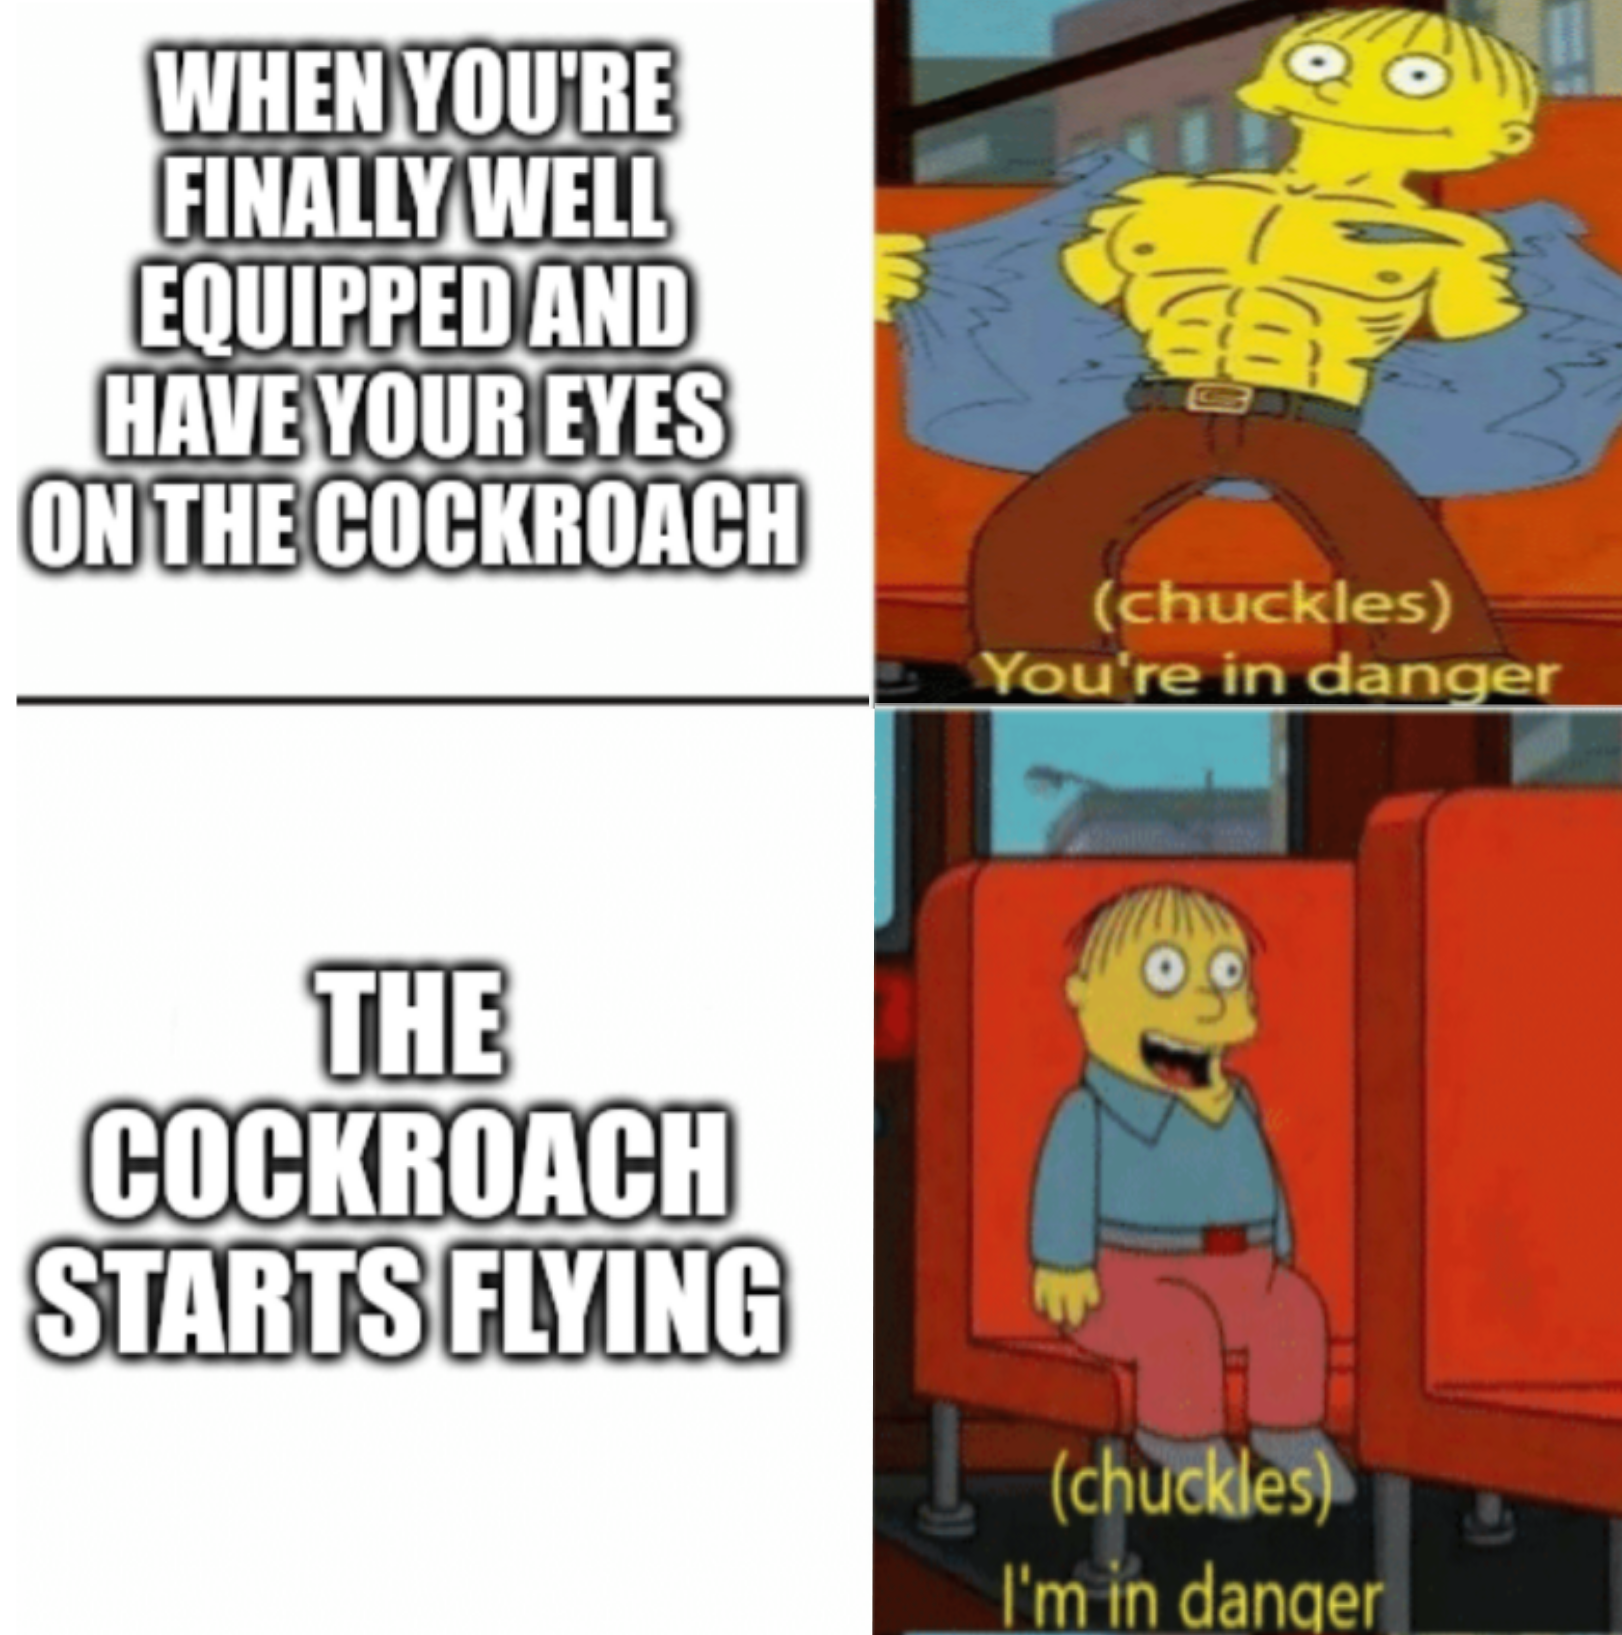 WHEN YOU'RE
FINALLY WELL
EQUIPPED AND
HAVE YOUR EYES
ON THE COCKROACH
(chuckles)
You're in danger
THE
COCKROACH
STARTS FLYING
(chuckles)
I'm in danger